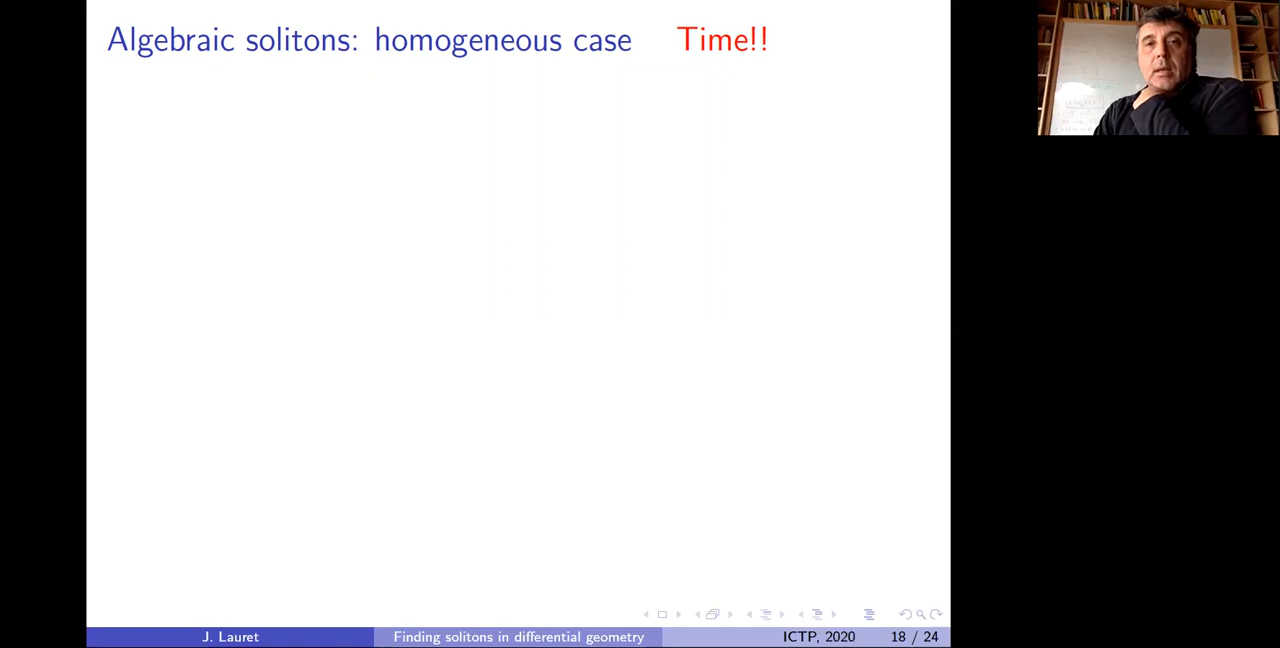 Algebraic solitons: homogeneous case Time!!
J. Lauret Finding solitons in differential geometry ICTP, 2020 18 / 24